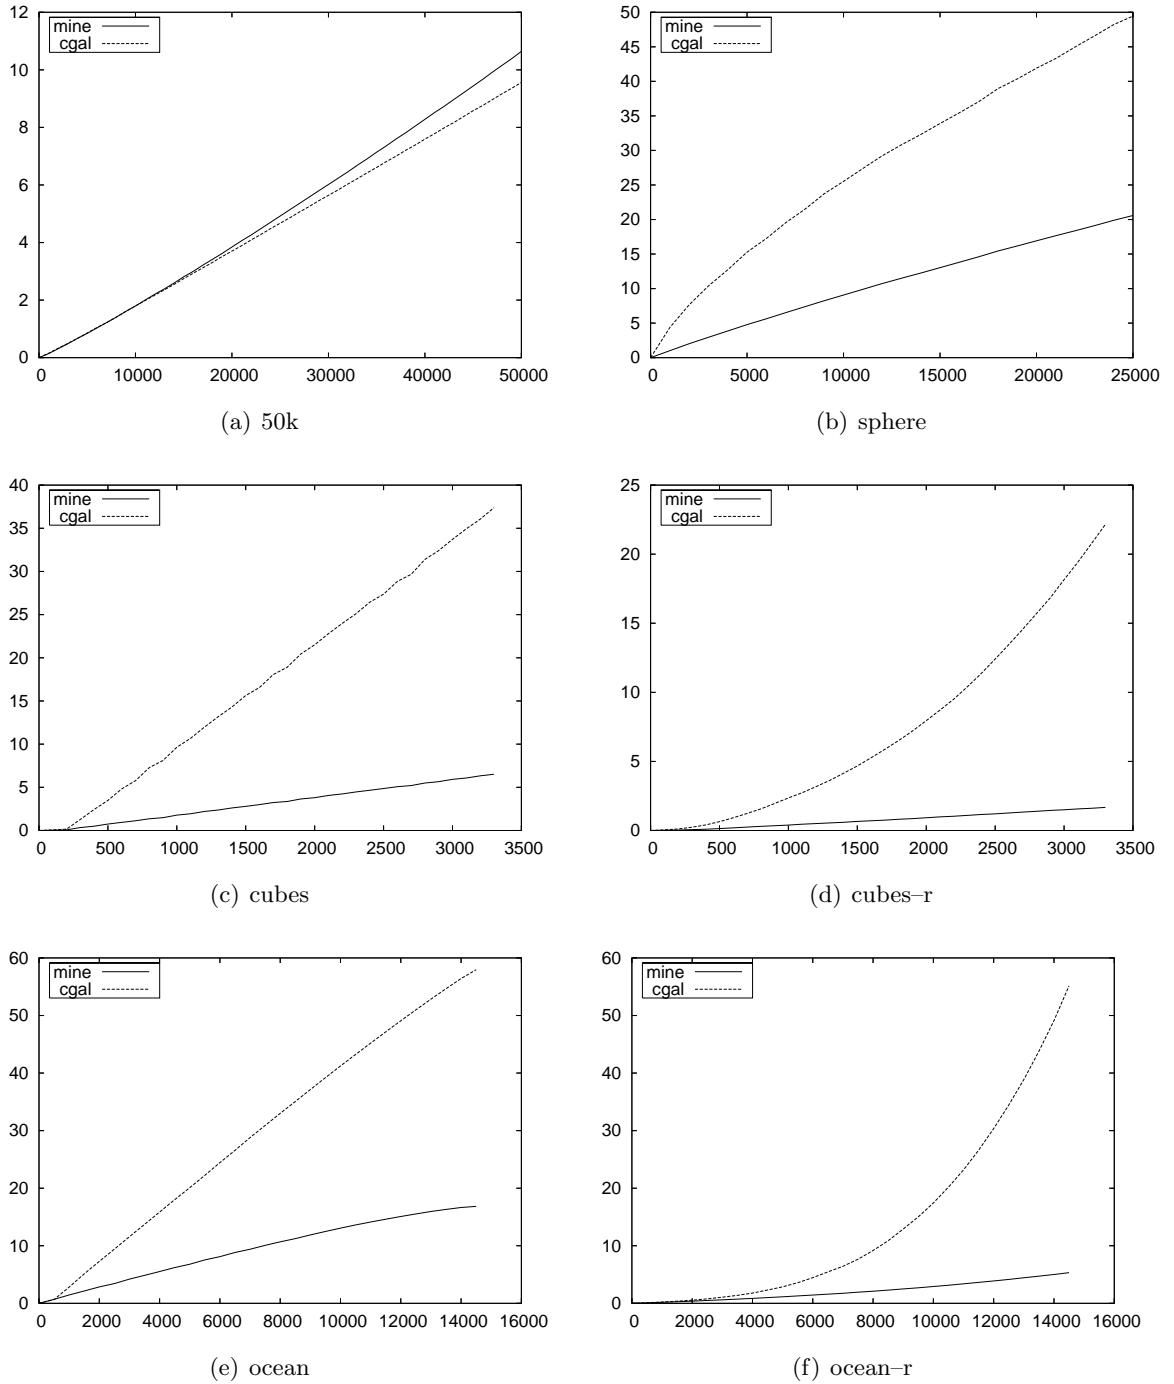 12
10
8
6
4
2
0
mine
cgal
0 10000 20000 30000 40000 50000
(a) 50k
50
45
40
35
30
25
20
15
10
5
0
mine
cgal
0 5000 10000 15000 20000 25000
(b) sphere
40
35
30
25
20
15
10
5
0
mine
cgal
0 500 1000 1500 2000 2500 3000 3500
(c) cubes
25
20
15
10
5
0
mine
cgal
0 500 1000 1500 2000 2500 3000 3500
(d) cubes–r
60
50
40
30
20
10
0
mine
cgal
0 2000 4000 6000 8000 10000 12000 14000 16000
(e) ocean
60
50
40
30
20
10
0
mine
cgal
0 2000 4000 6000 8000 10000 12000 14000 16000
(f) ocean–r